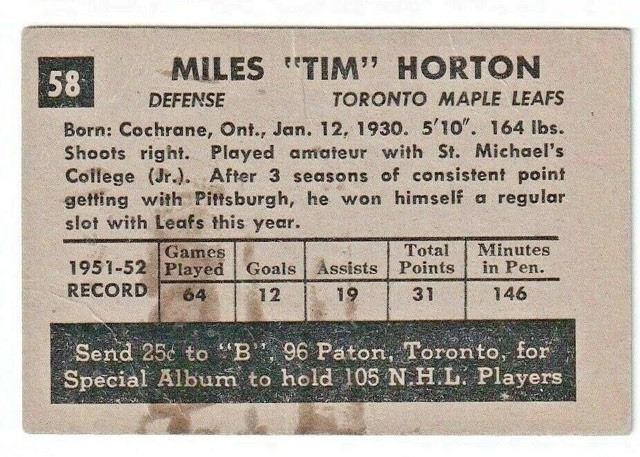 58
MILES "TIM" HORTON
DEFENSE TORONTO MAPLE LEAFS
Born: Cochrane, Ont., Jan. 12, 1930. 5'10". 164 lbs.
Shoots right. Played amateur with St. Michael's
College (Jr.). After 3 seasons of consistent point
getting with Pittsburgh, he won himself a regular
slot with Leafs this year.
1951-52 RECORD
Games Played Goals Assists Total Points Minutes in Pen.
64 12 19 31 146
Send 25c to "B", 96 Paton, Toronto, for
Special Album to hold 105 N.H.L. Players